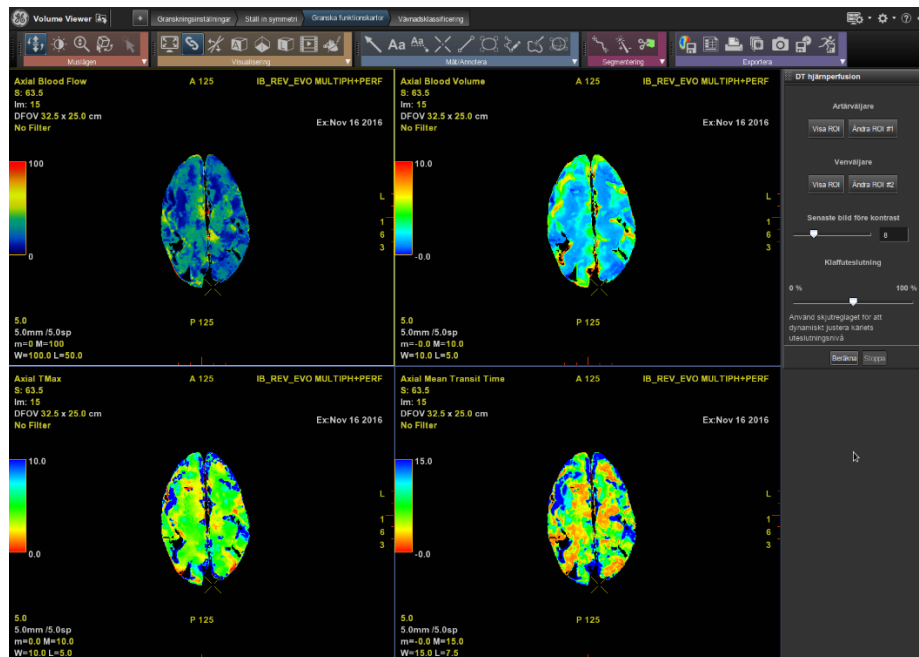 Volume Viewer
Granskningsinställningar
Ställ in symmetri
Granska funktionskartor
Vävnadsklassificering
Muslägen
Visualisering
Aa
Mät/Annotera
Segmentering
Exportera
Axial Blood Flow
S: 63.5
Im: 15
DFOV 32.5 x 25.0 cm
No Filter
A 125
IB_REV_EVO MULTIPH+PERF
Ex:Nov 16 2016
100
0
L
1
6
3
5.0
5.0mm /5.0sp
m=0 M=100
W=100.0 L=50.0
P 125
Axial Blood Volume
S: 63.5
Im: 15
DFOV 32.5 x 25.0 cm
No Filter
A 125
IB_REV_EVO MULTIPH+PERF
Ex:Nov 16 2016
10.0
-0.0
L
1
6
3
5.0
5.0mm /5.0sp
m=-0.0 M=10.0
W=10.0 L=5.0
P 125
Axial TMax
S: 63.5
Im: 15
DFOV 32.5 x 25.0 cm
No Filter
A 125
IB_REV_EVO MULTIPH+PERF
Ex:Nov 16 2016
10.0
0.0
L
1
6
3
5.0
5.0mm /5.0sp
m=0.0 M=10.0
W=10.0 L=5.0
P 125
Axial Mean Transit Time
S: 63.5
Im: 15
DFOV 32.5 x 25.0 cm
No Filter
A 125
IB_REV_EVO MULTIPH+PERF
Ex:Nov 16 2016
15.0
-0.0
L
1
6
3
5.0
5.0mm /5.0sp
m=-0.0 M=15.0
W=15.0 L=7.5
P 125
DT hjärnperfusion
Artärväljare
Visa ROI
Ändra ROI #1
Venväljare
Visa ROI
Ändra ROI #2
Senaste bild före kontrast
8
Klaffuteslutning
0 %
100 %
Använd skjutreglaget för att
dynamiskt justera kärlets
uteslutningsnivå
Beräkna
Stoppa